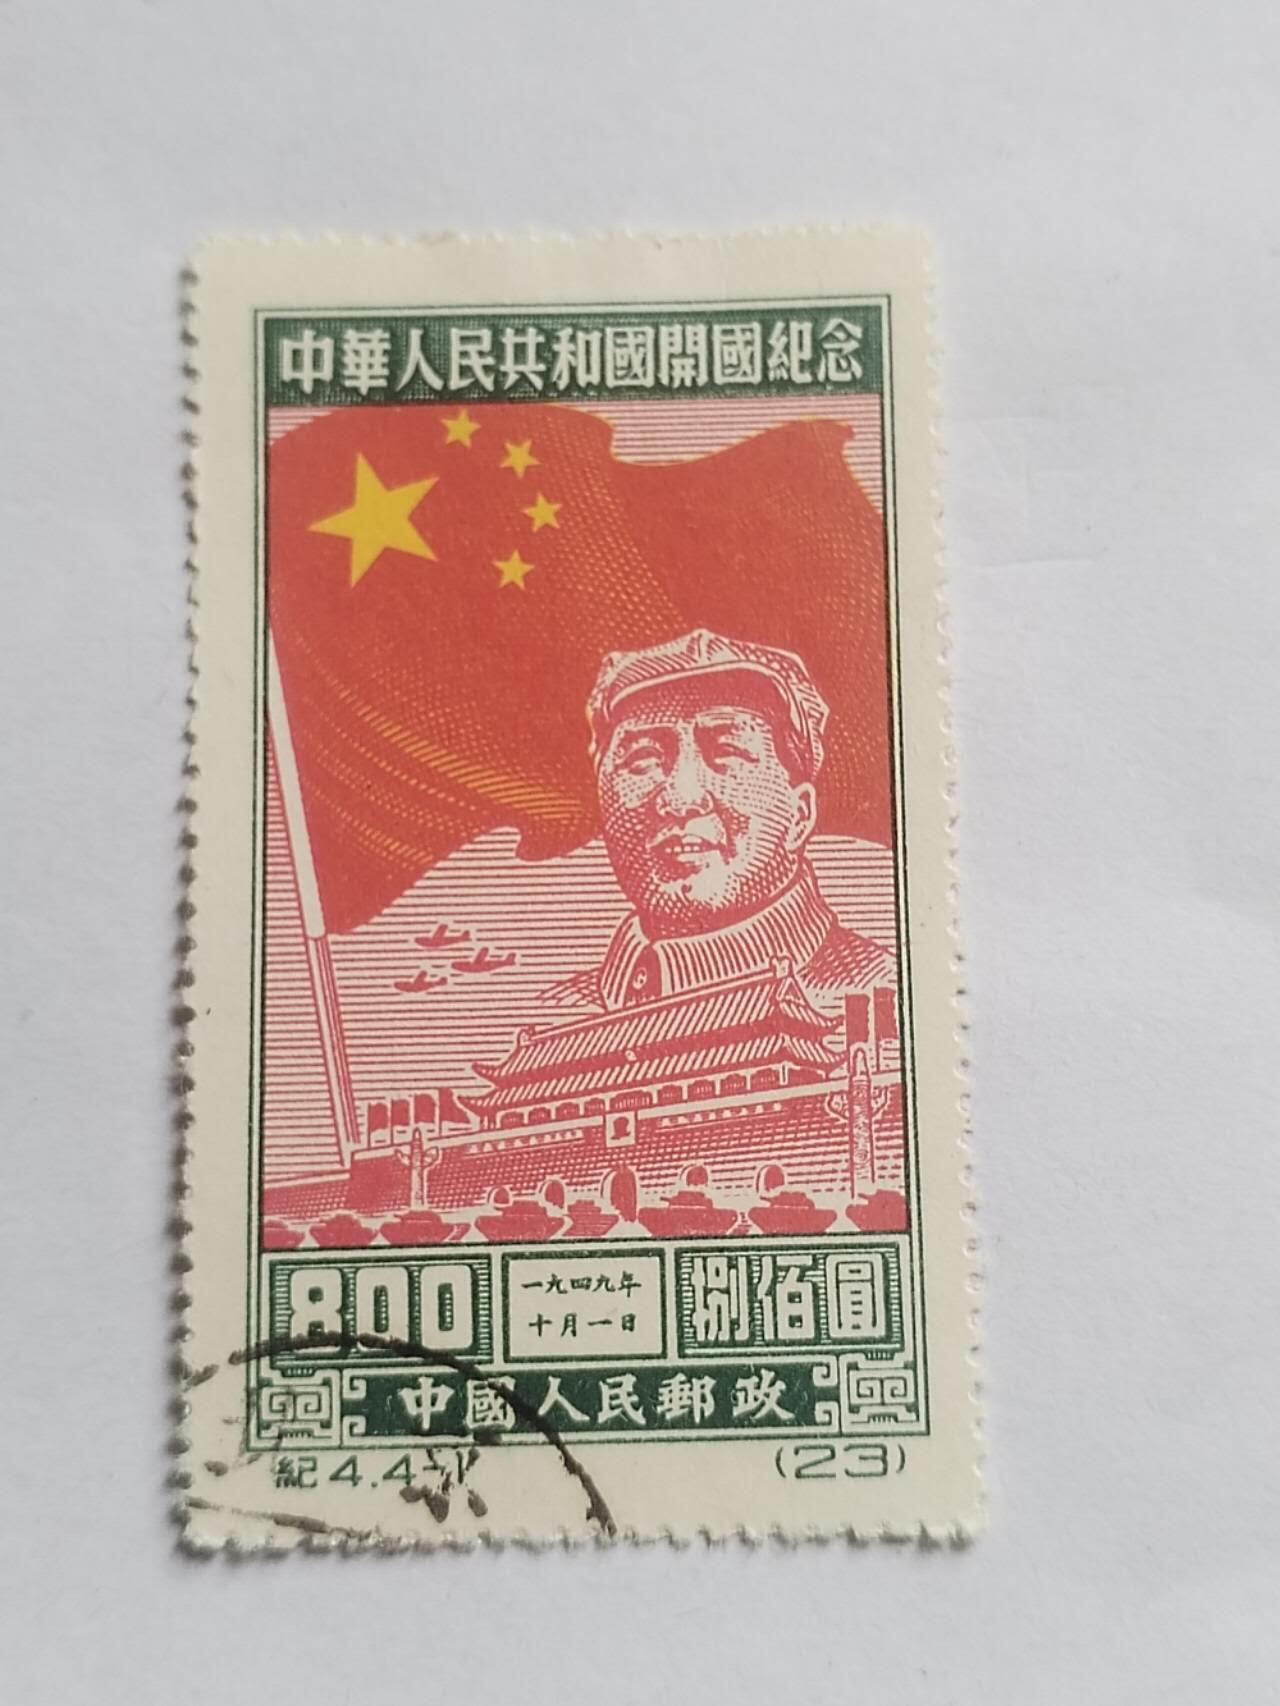 中華人民共和國開國紀念
800
一九四九年
十月一日
捌佰圓
中國人民郵政
紀4.4-1
(23)